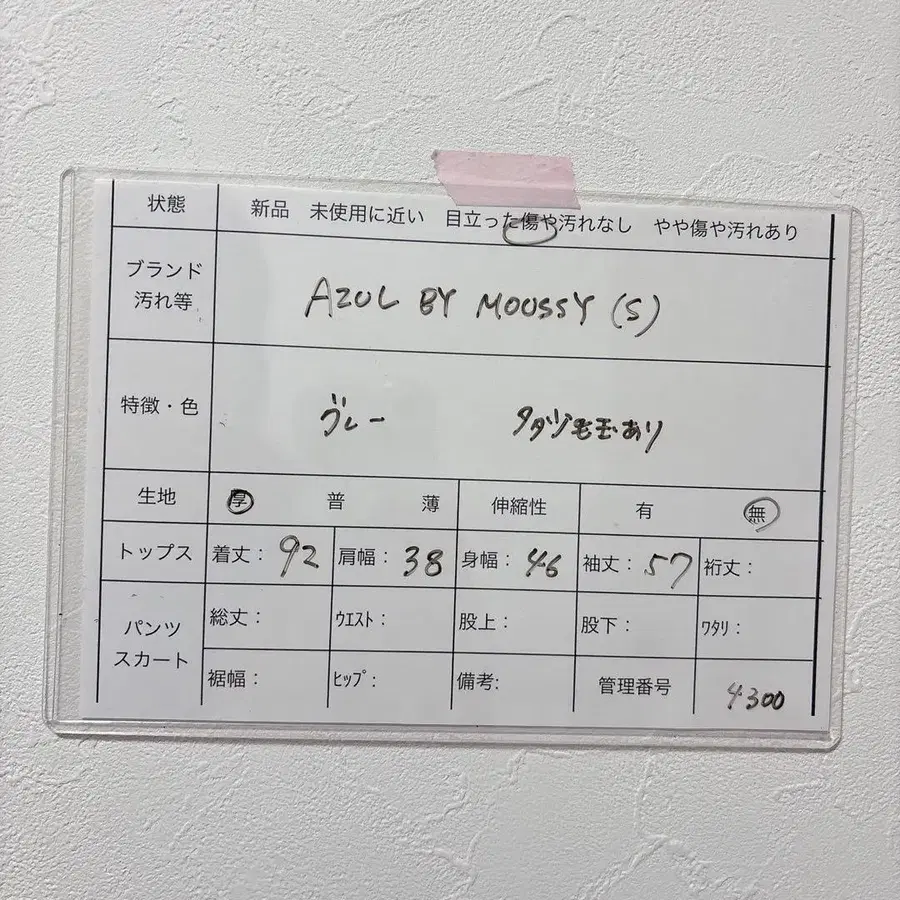 状態 新品 未使用に近い 目立った傷や汚れなし やや傷や汚れあり
ブランド
汚れ等
AZUL BY MOUSSY (S)
特徴・色 グレー 毛玉あり
生地 厚 普 薄 伸縮性 有 無
トップス 着丈: 92 肩幅: 38 身幅: 46 袖丈: 57 裄丈:
パンツ
スカート
総丈: ウエスト: 股上: 股下: ワタリ:
裾幅: ヒップ: 備考: 管理番号 4300